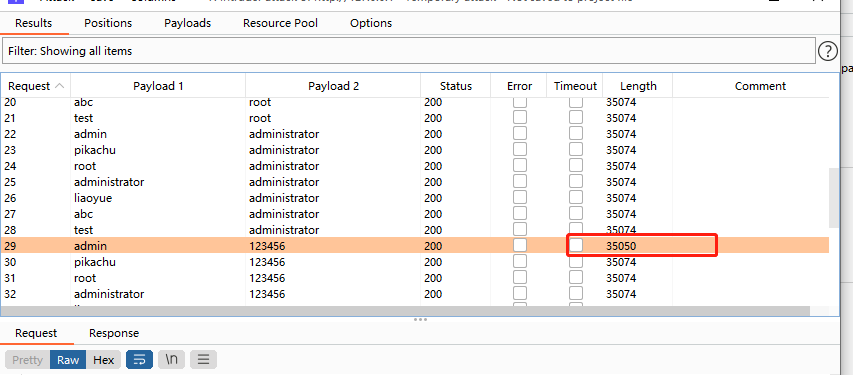 Results Positions Payloads Resource Pool Options
Filter: Showing all items ?
pa
Request Payload 1 Payload 2 Status Error Timeout Length Comment
20 abc root 200 35074
21 test root 200 35074
22 admin administrator 200 35074
23 pikachu administrator 200 35074
24 root administrator 200 35074
25 administrator administrator 200 35074
26 liaoyue administrator 200 35074
27 abc administrator 200 35074
28 test administrator 200 35074
29 admin 123456 200 35050
30 pikachu 123456 200 35074
31 root 123456 200 35074
32 administrator 123456 200 35074
Request Response
Pretty Raw Hex \n